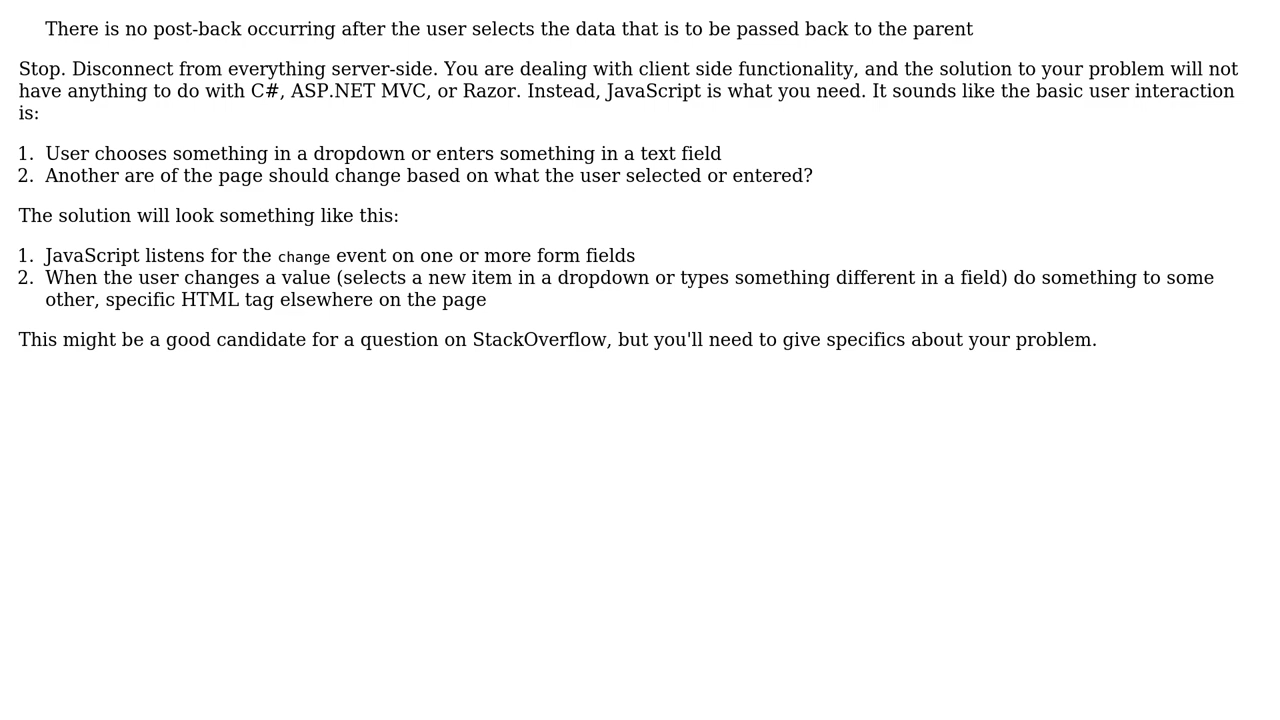 There is no post-back occurring after the user selects the data that is to be passed back to the parent
Stop. Disconnect from everything server-side. You are dealing with client side functionality, and the solution to your problem will not
have anything to do with C#, ASP.NET MVC, or Razor. Instead, JavaScript is what you need. It sounds like the basic user interaction
is:
1. User chooses something in a dropdown or enters something in a text field
2. Another are of the page should change based on what the user selected or entered?
The solution will look something like this:
1. JavaScript listens for the change event on one or more form fields
2. When the user changes a value (selects a new item in a dropdown or types something different in a field) do something to some
other, specific HTML tag elsewhere on the page
This might be a good candidate for a question on StackOverflow, but you'll need to give specifics about your problem.